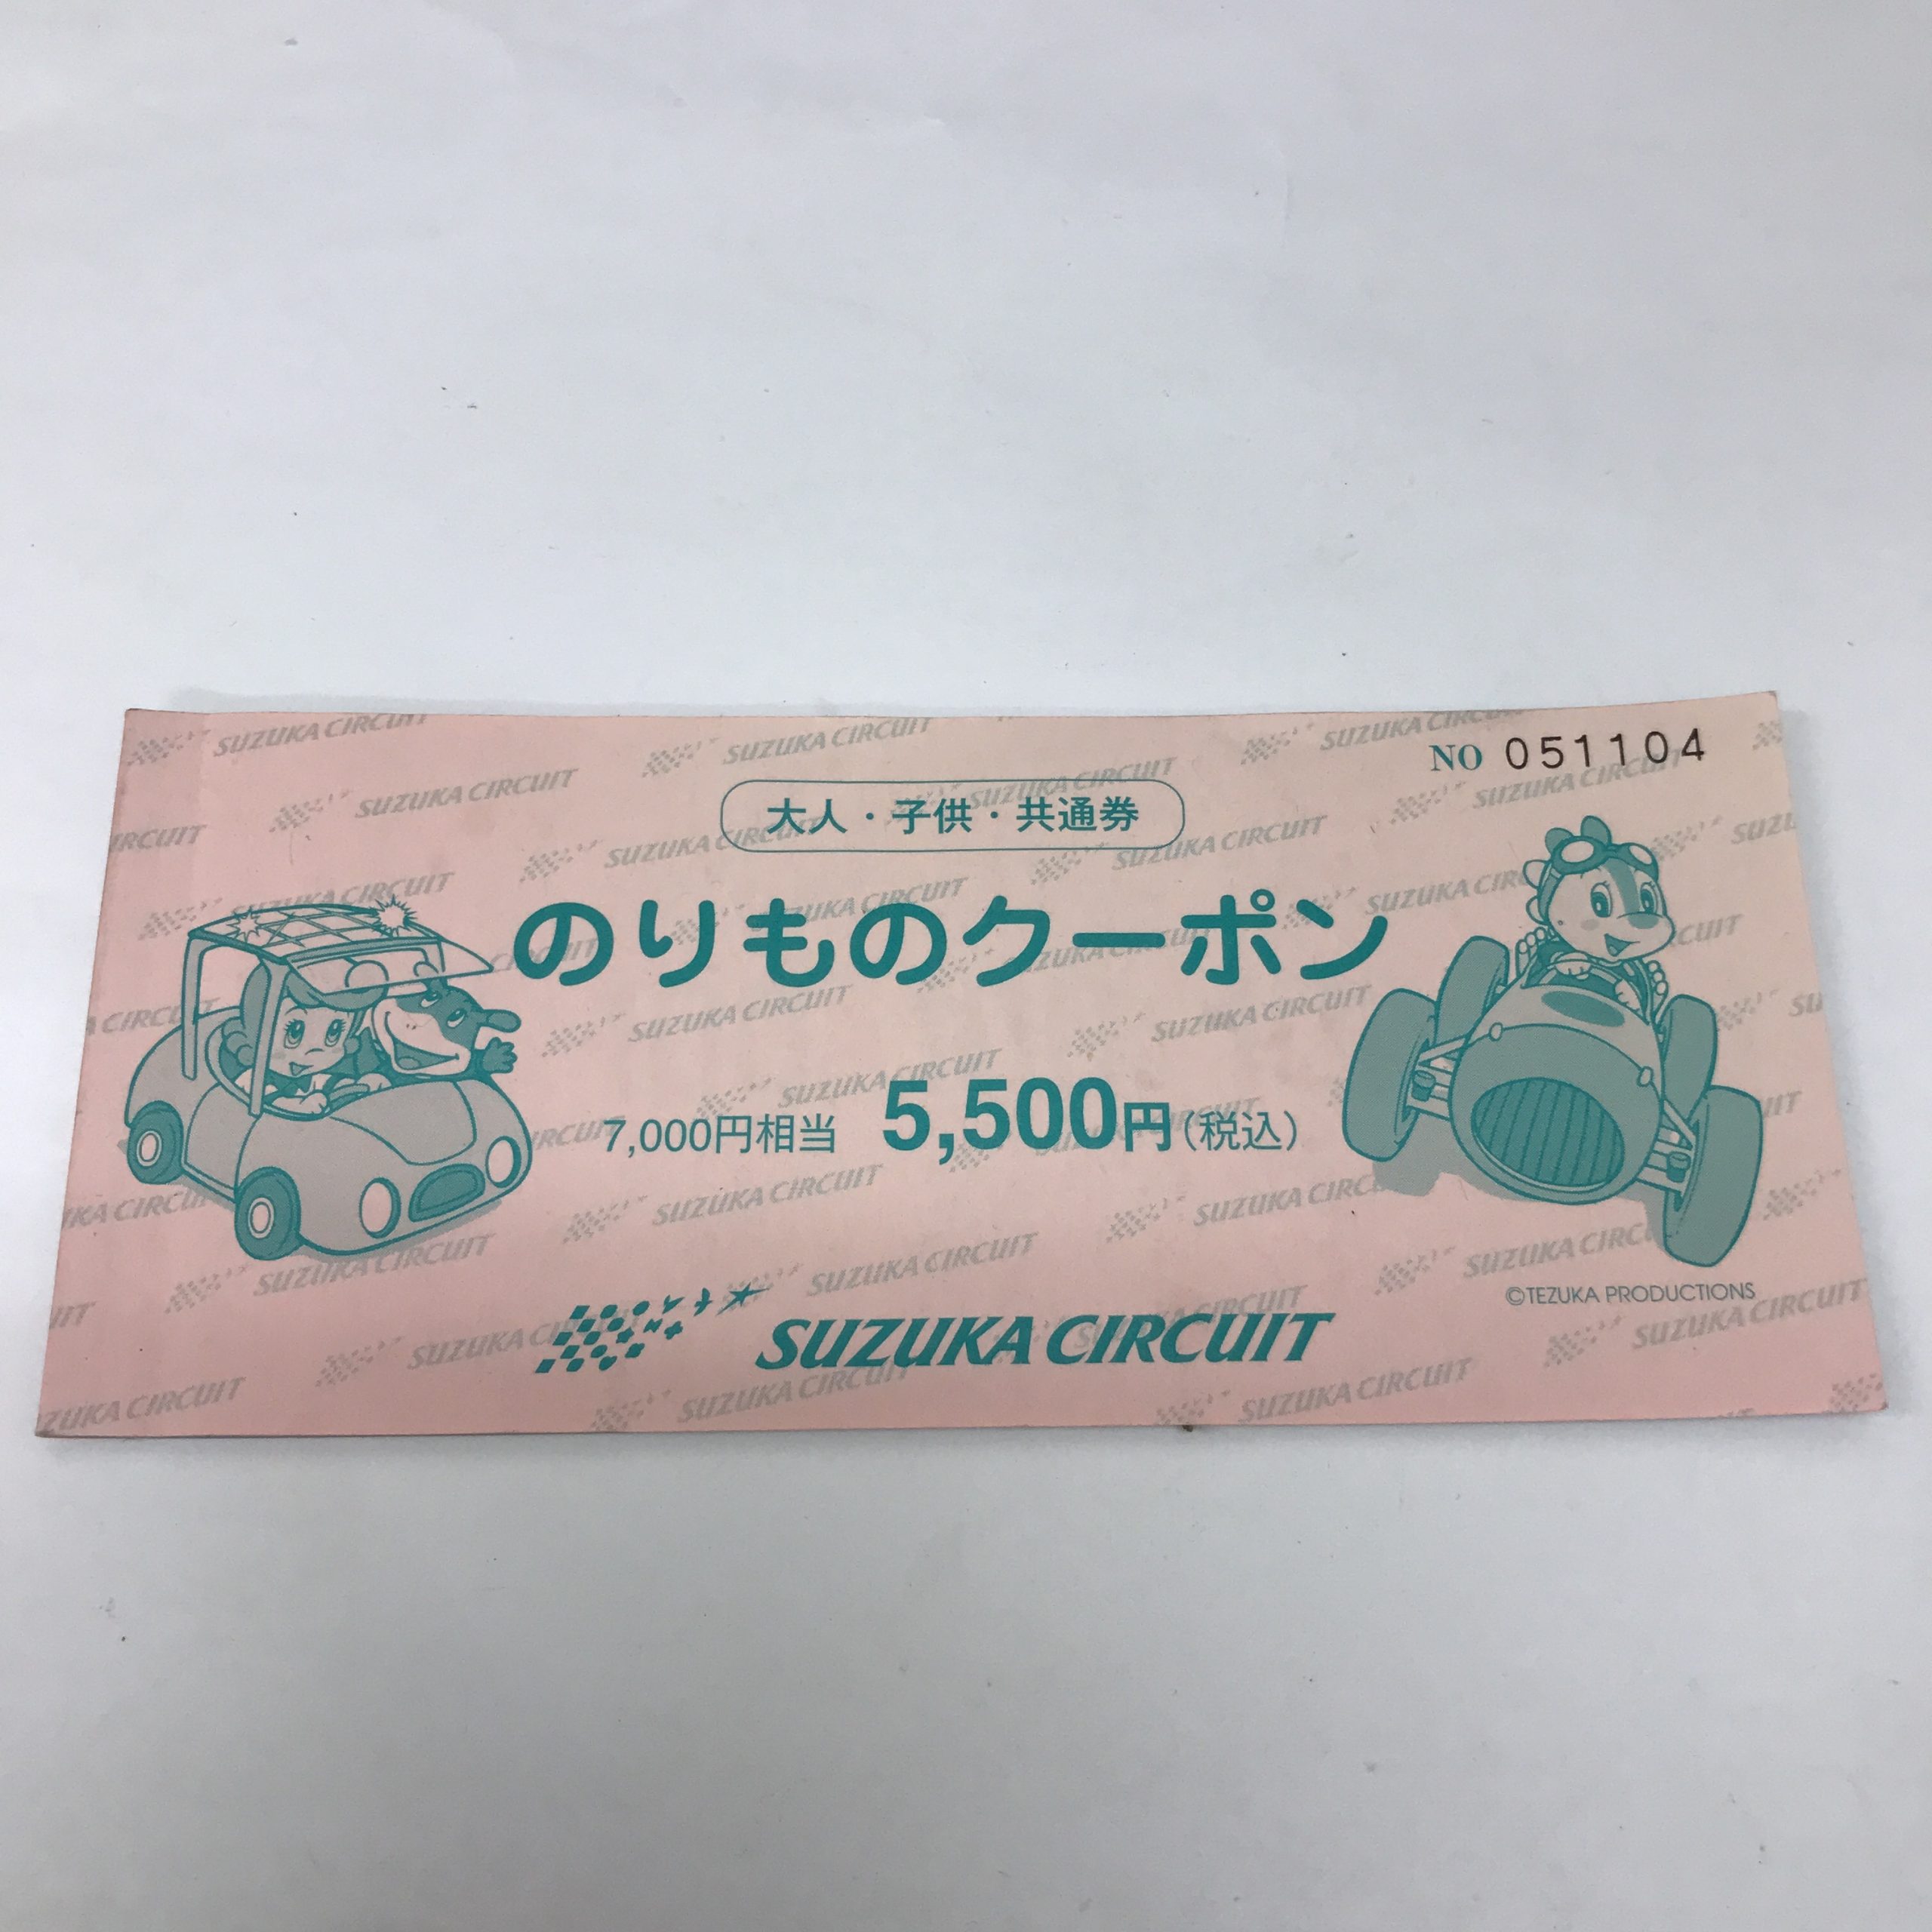 NO 051104
大人・子供・共通券
のりものクーポン
7,000円相当 5,500円(税込)
©TEZUKA PRODUCTIONS
SUZUKA CIRCUIT